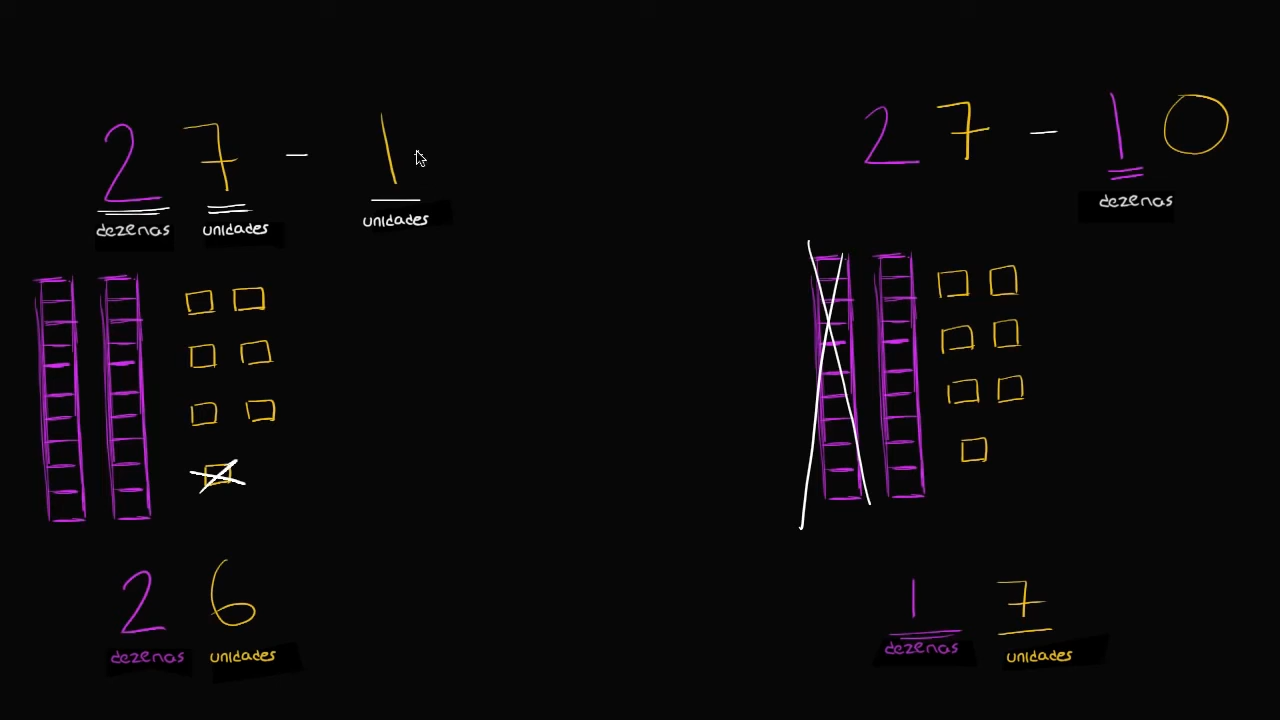 27 - 1
dezenas unidades unidades
26
dezenas unidades
27 - 10
dezenas
17
dezenas unidades